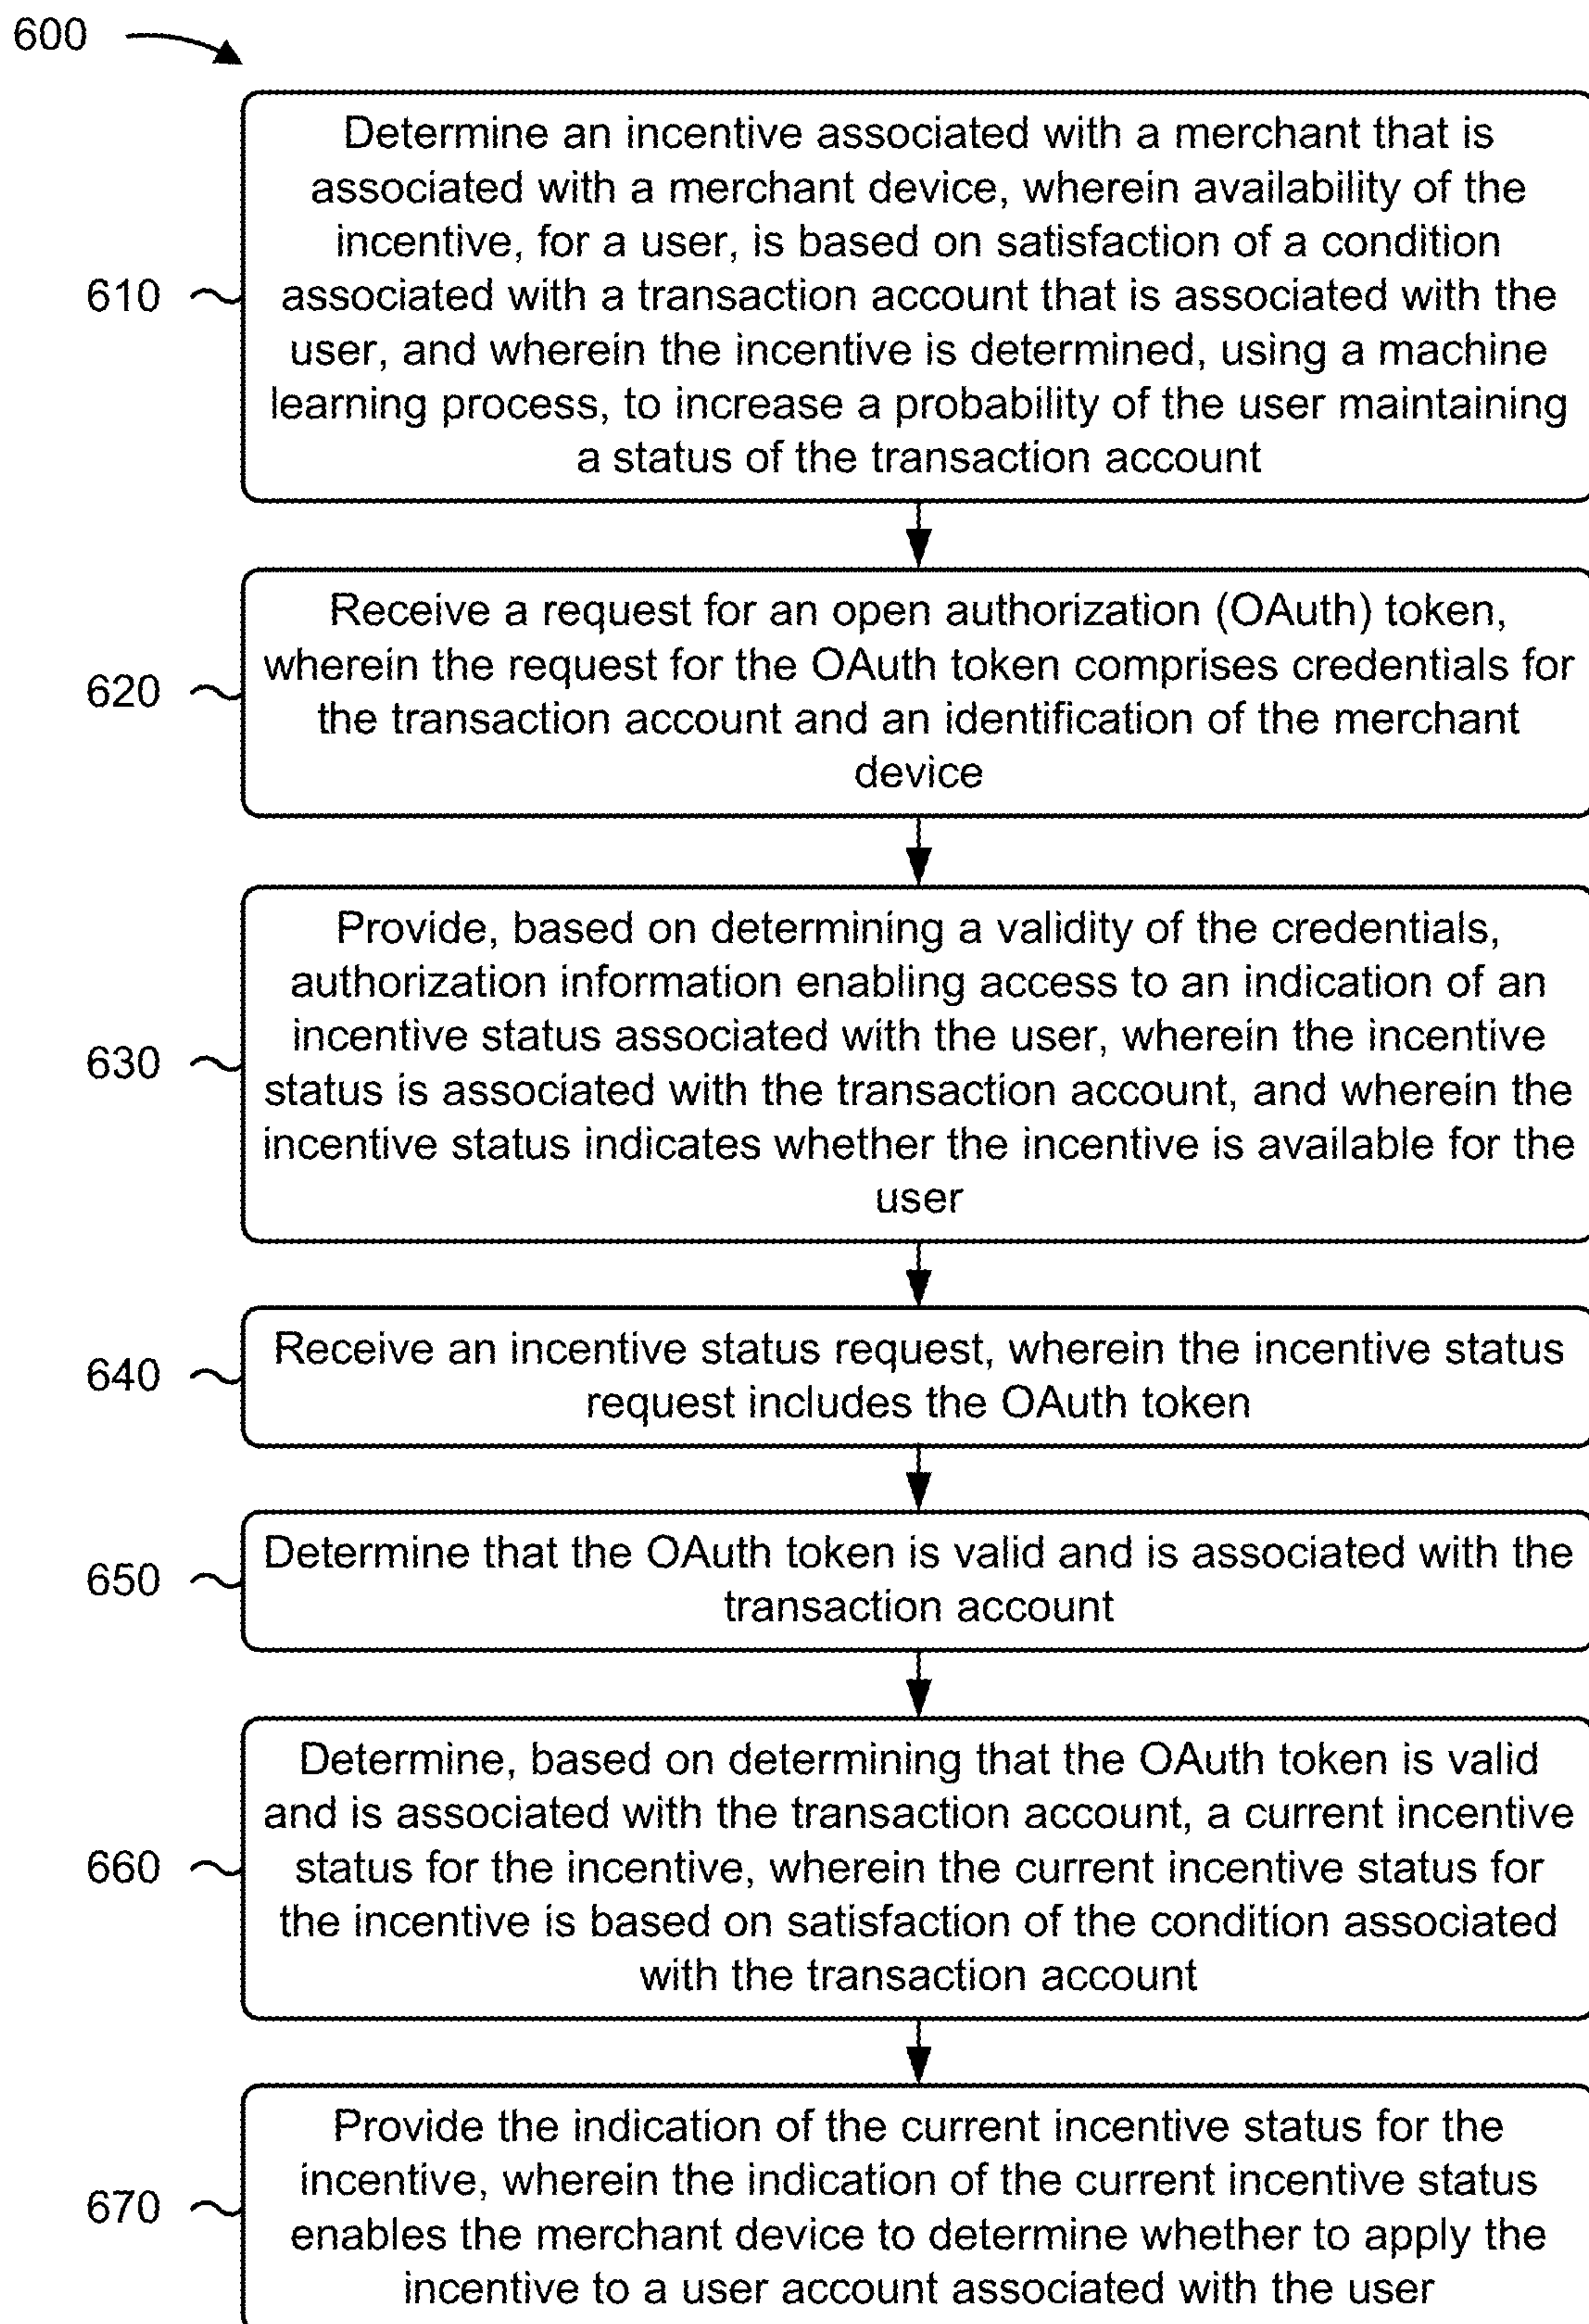 600
Determine an incentive associated with a merchant that is
associated with a merchant device, wherein availability of the
incentive, for a user, is based on satisfaction of a condition
610
associated with a transaction account that is associated with the
user, and wherein the incentive is determined, using a machine
learning process, to increase a probability of the user maintaining
a status of the transaction account
Receive a request for an open authorization (OAuth) token,
wherein the request for the OAuth token comprises credentials for
620
the transaction account and an identification of the merchant
device
Provide, based on determining a validity of the credentials,
authorization information enabling access to an indication of an
incentive status associated with the user, wherein the incentive
630
status is associated with the transaction account, and wherein the
incentive status indicates whether the incentive is available for the
user
Receive an incentive status request, wherein the incentive status
640
request includes the OAuth token
Determine that the OAuth token is valid and is associated with the
650
transaction account
Determine, based on determining that the OAuth token is valid
and is associated with the transaction account, a current incentive
660
status for the incentive, wherein the current incentive status for
the incentive is based on satisfaction of the condition associated
with the transaction account
Provide the indication of the current incentive status for the
incentive, wherein the indication of the current incentive status
670
enables the merchant device to determine whether to apply the
incentive to a user account associated with the user